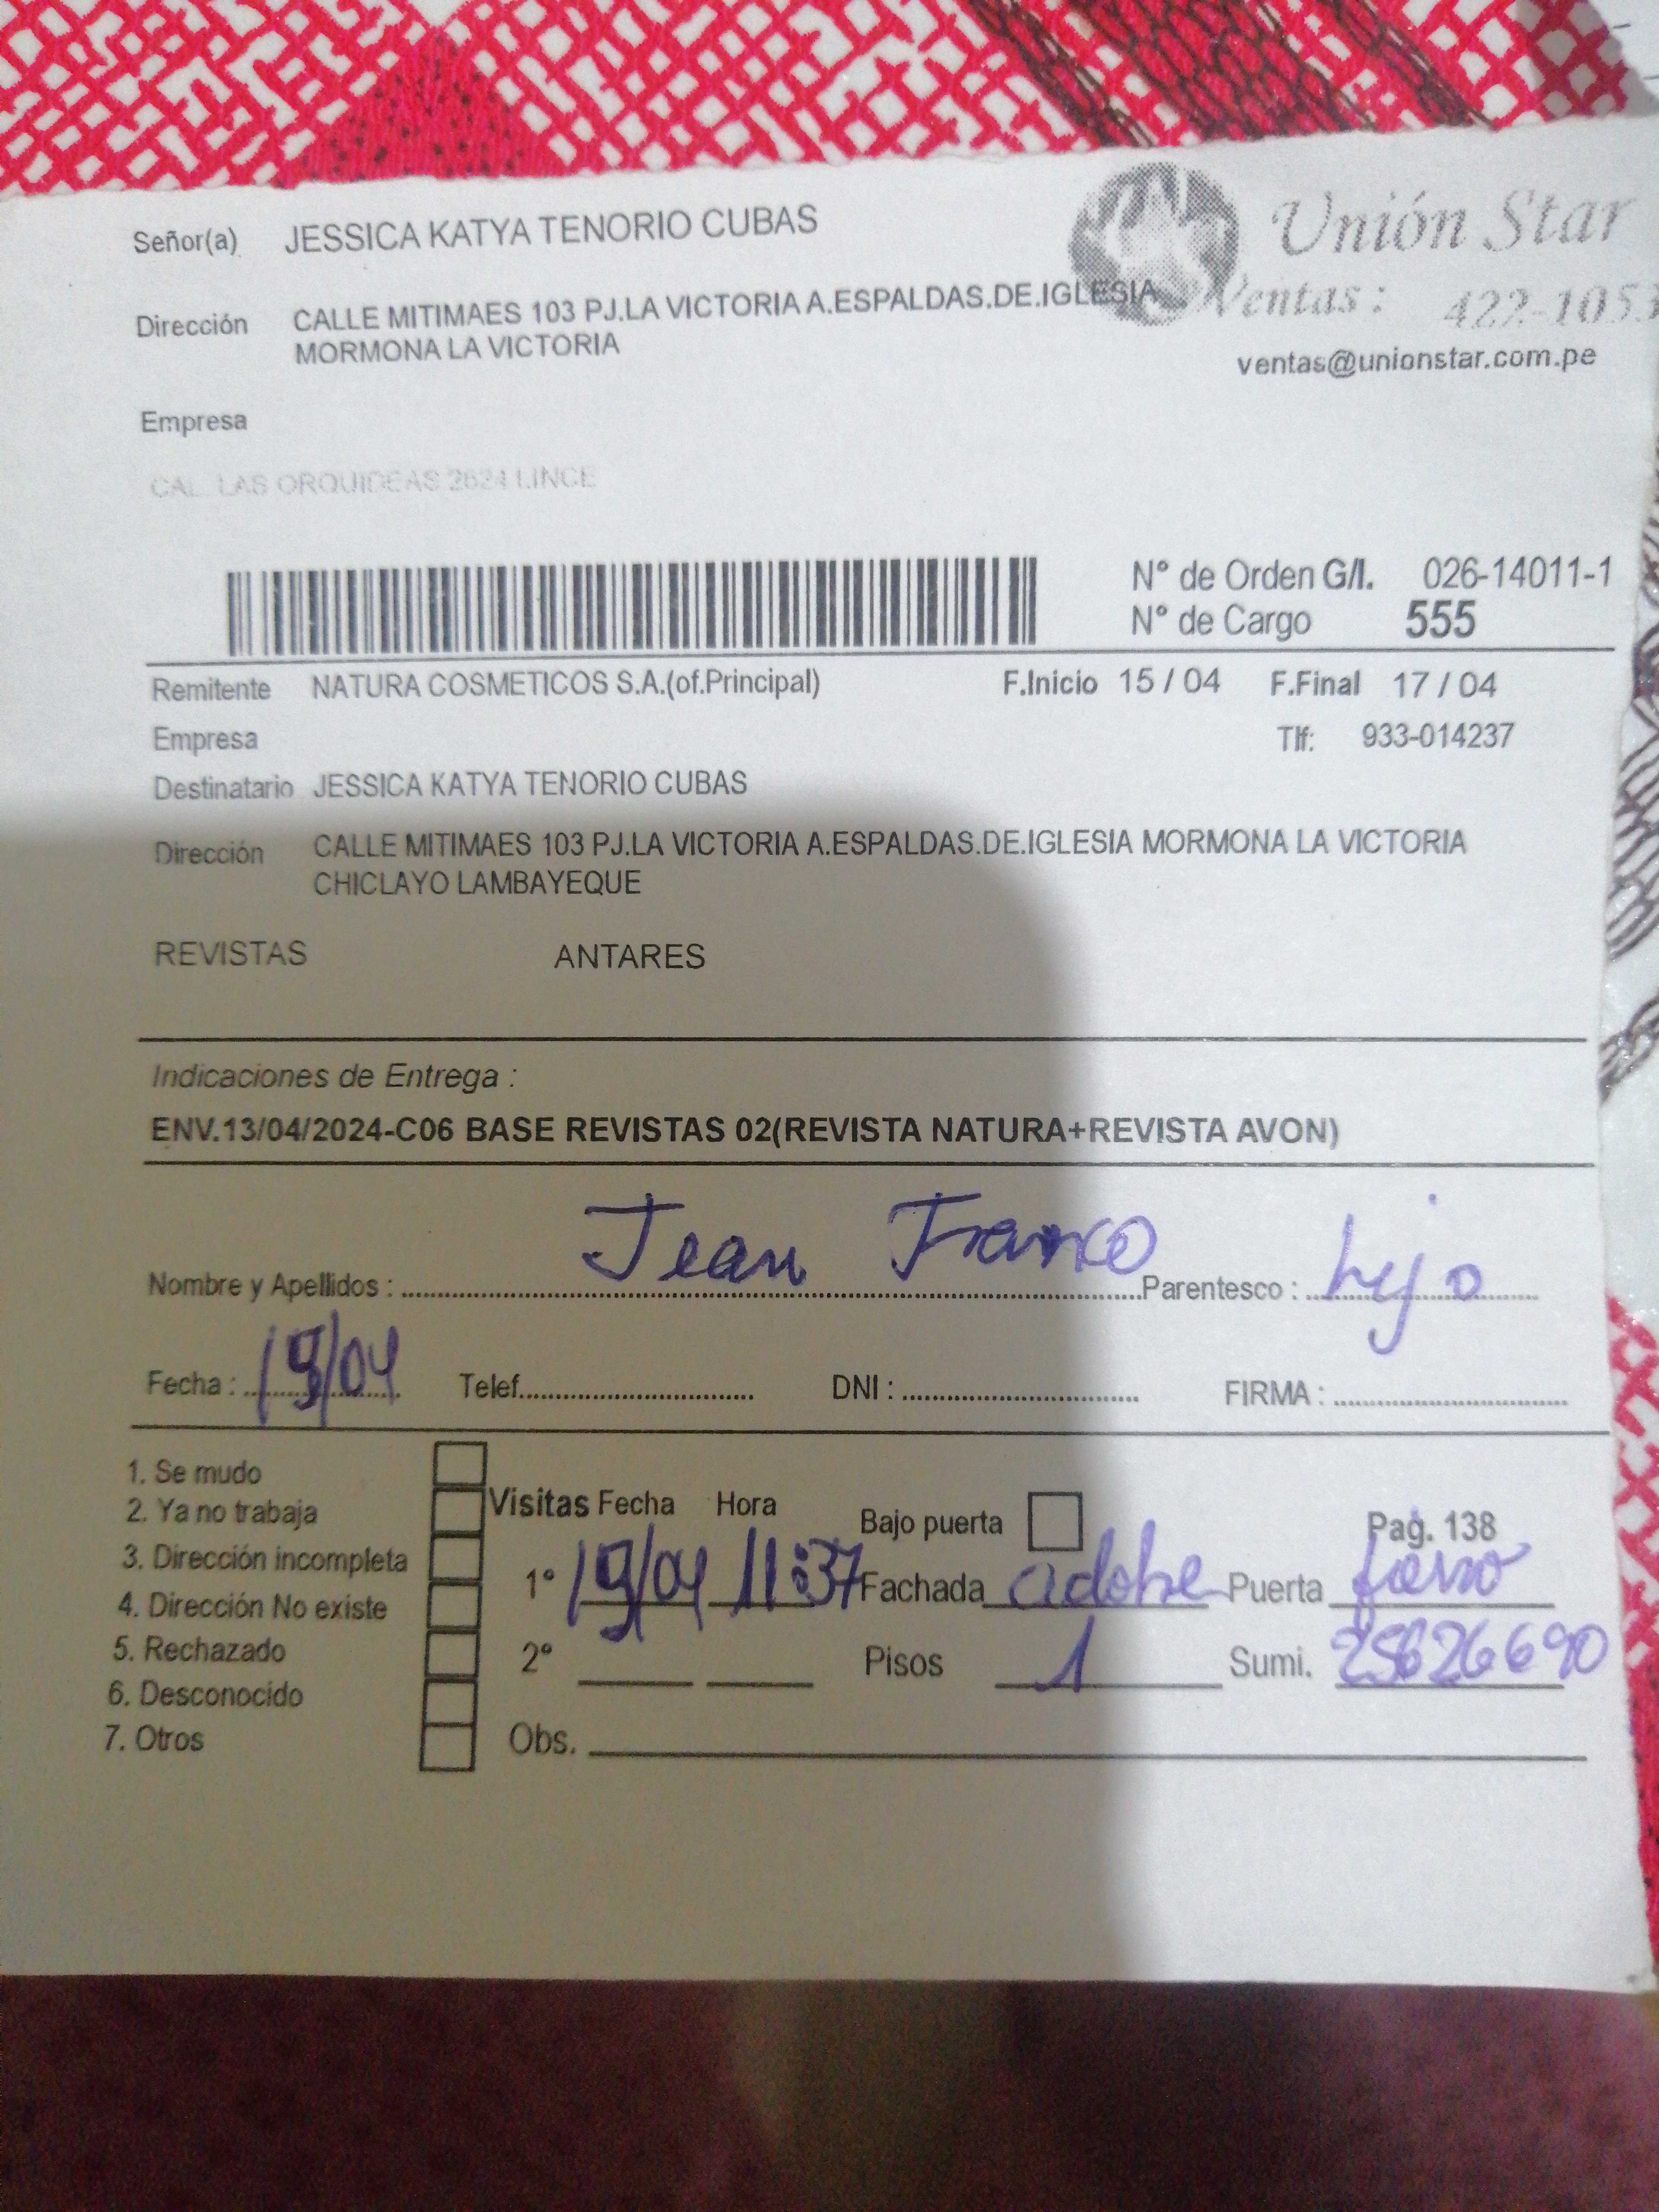 Señor(a) JESSICA KATYA TENORIO CUBAS
Unión Star
Dirección CALLE MITIMAES 103 PJ.LA VICTORIA A.ESPALDAS.DE.IGLESIA
MORMONA LA VICTORIA
Ventas: 422-1053
ventas@unionstar.com.pe
Empresa
CAL. LAS ORQUIDEAS 2624 LINCE
N° de Orden G/I. 026-14011-1
N° de Cargo 555
Remitente NATURA COSMETICOS S.A.(of.Principal) F.Inicio 15 / 04 F.Final 17 / 04
Empresa Tlf: 933-014237
Destinatario JESSICA KATYA TENORIO CUBAS
Dirección CALLE MITIMAES 103 PJ.LA VICTORIA A.ESPALDAS.DE.IGLESIA MORMONA LA VICTORIA
CHICLAYO LAMBAYEQUE
REVISTAS ANTARES
Indicaciones de Entrega :
ENV.13/04/2024-C06 BASE REVISTAS 02(REVISTA NATURA+REVISTA AVON)
Nombre y Apellidos : Jean Franco Parentesco : hijo
Fecha : 19/04 Telef. DNI : FIRMA :
1. Se mudo
2. Ya no trabaja
3. Dirección incompleta
4. Dirección No existe
5. Rechazado
6. Desconocido
7. Otros
Visitas Fecha Hora Bajo puerta Pag. 138
1° 19/04 11:37 Fachada adobe Puerta fierro
2° Pisos 1 Sumi. 25626690
Obs.